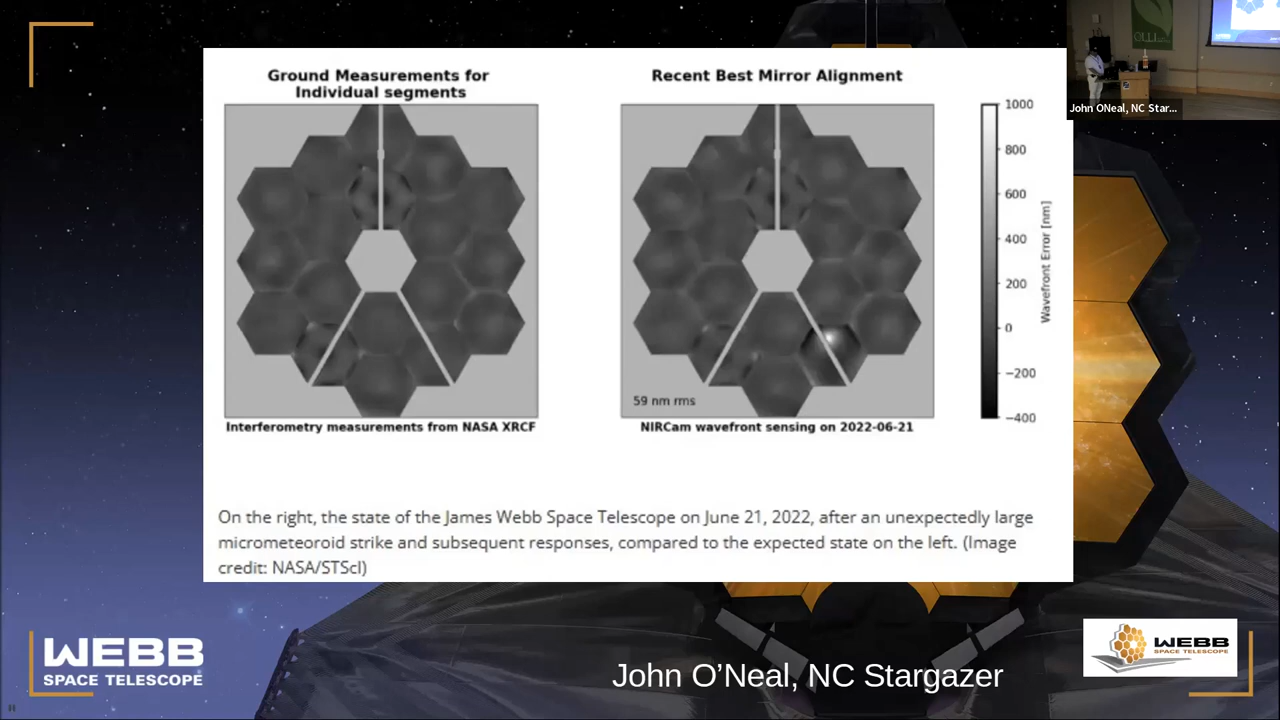 Ground Measurements for
Individual segments
Recent Best Mirror Alignment
1000
800
600
400
200
0
−200
−400
Wavefront Error [nm]
59 nm rms
Interferometry measurements from NASA XRCF
NIRCam wavefront sensing on 2022-06-21
On the right, the state of the James Webb Space Telescope on June 21, 2022, after an unexpectedly large
micrometeoroid strike and subsequent responses, compared to the expected state on the left. (Image
credit: NASA/STScI)
John ONeal, NC Star...
WEBB
SPACE TELESCOPE
John O’Neal, NC Stargazer
WEBB
SPACE TELESCOPE